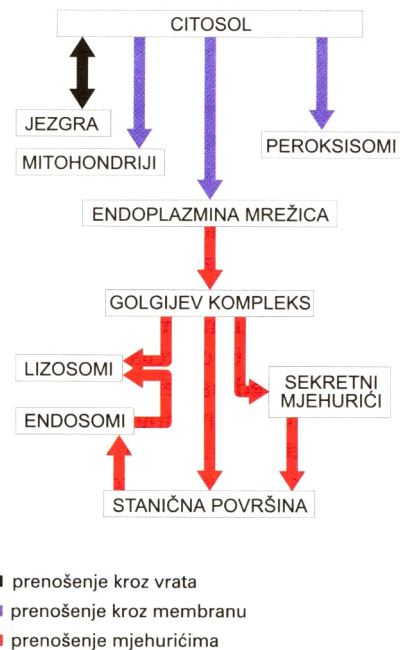 CITOSOL
JEZGRA
MITOHONDRIJI
PEROKSISOMI
ENDOPLAZMINA MREŽICA
GOLGIJEV KOMPLEKS
LIZOSOMI
SEKRETNI
MJEHURIĆI
ENDOSOMI
STANIČNA POVRŠINA
prenošenje kroz vrata
prenošenje kroz membranu
prenošenje mjehurićima